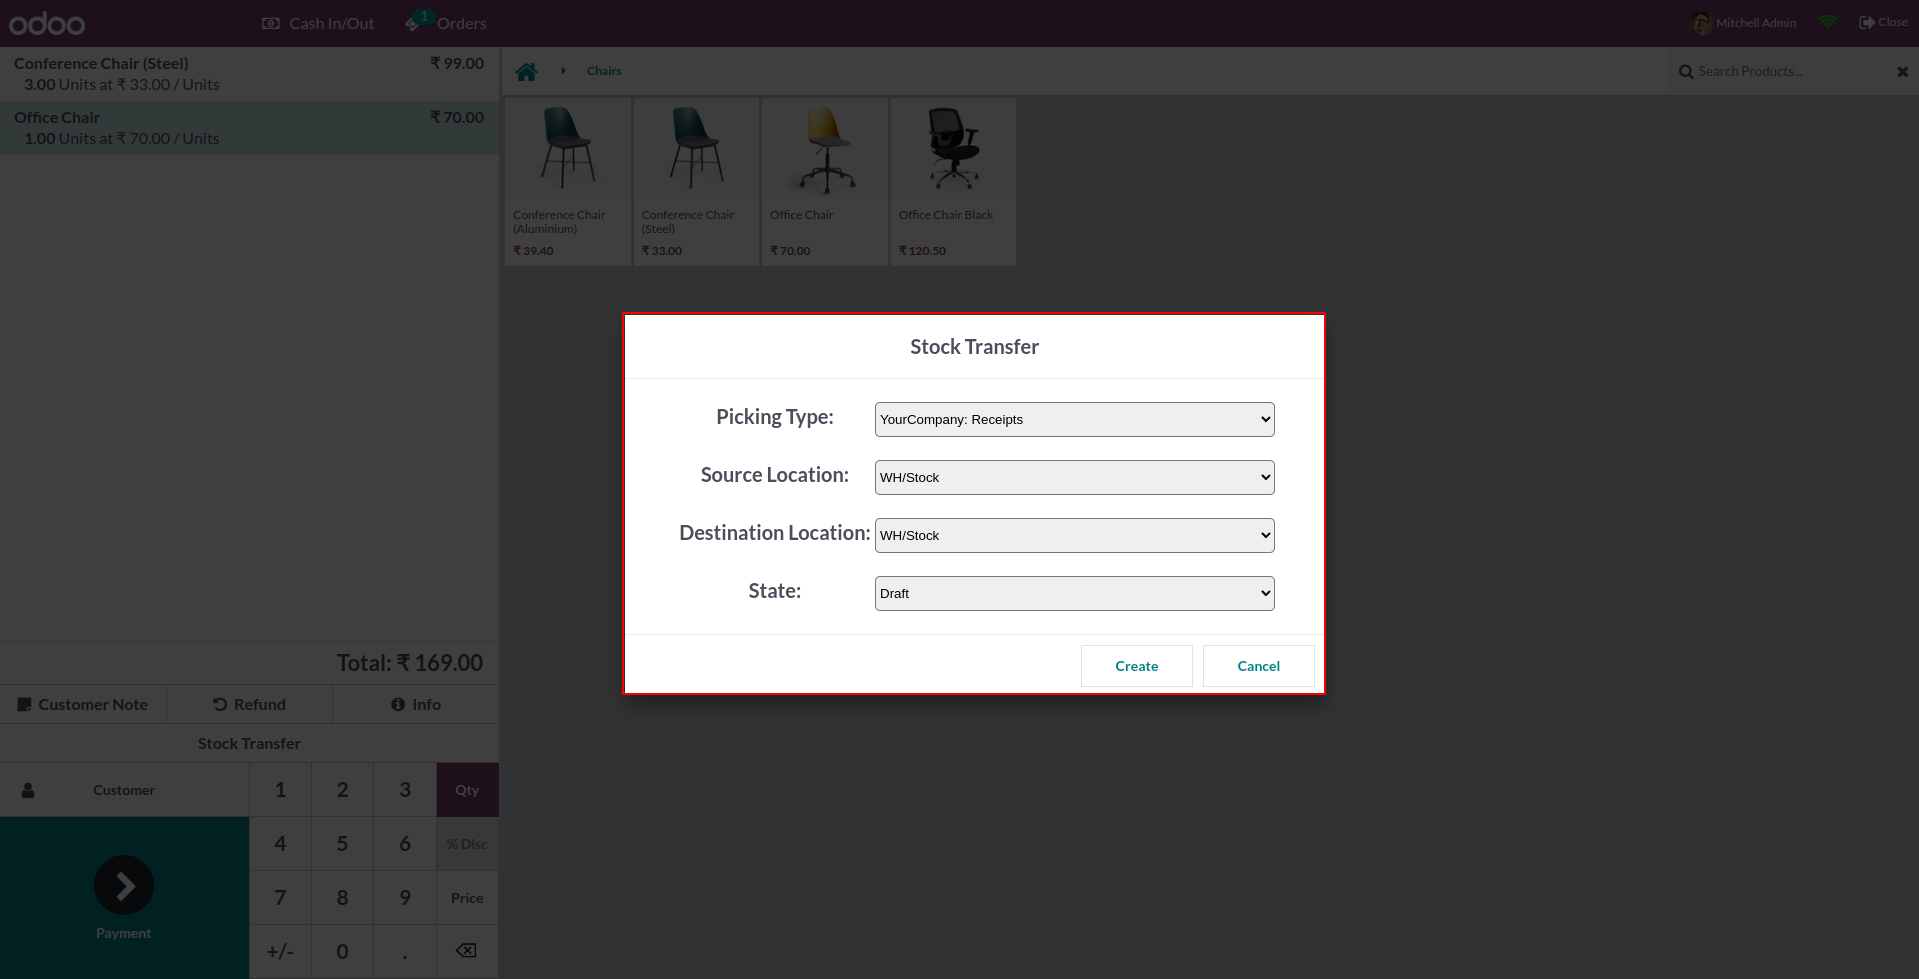 odoo
Cash In/Out
1
Orders
Mitchell Admin
Close
Conference Chair (Steel)
₹ 99.00
3.00 Units at ₹ 33.00 / Units
Office Chair
₹ 70.00
1.00 Units at ₹ 70.00 / Units
Chairs
Search Products...
Conference Chair
(Aluminium)
₹ 39.40
Conference Chair
(Steel)
₹ 33.00
Office Chair
₹ 70.00
Office Chair Black
₹ 120.50
Stock Transfer
Picking Type:
YourCompany: Receipts
Source Location:
WH/Stock
Destination Location:
WH/Stock
State:
Draft
Create
Cancel
Total: ₹ 169.00
Customer Note
Refund
Info
Stock Transfer
Customer
1 2 3 Qty
4 5 6 % Disc
7 8 9 Price
+/- 0 .
Payment